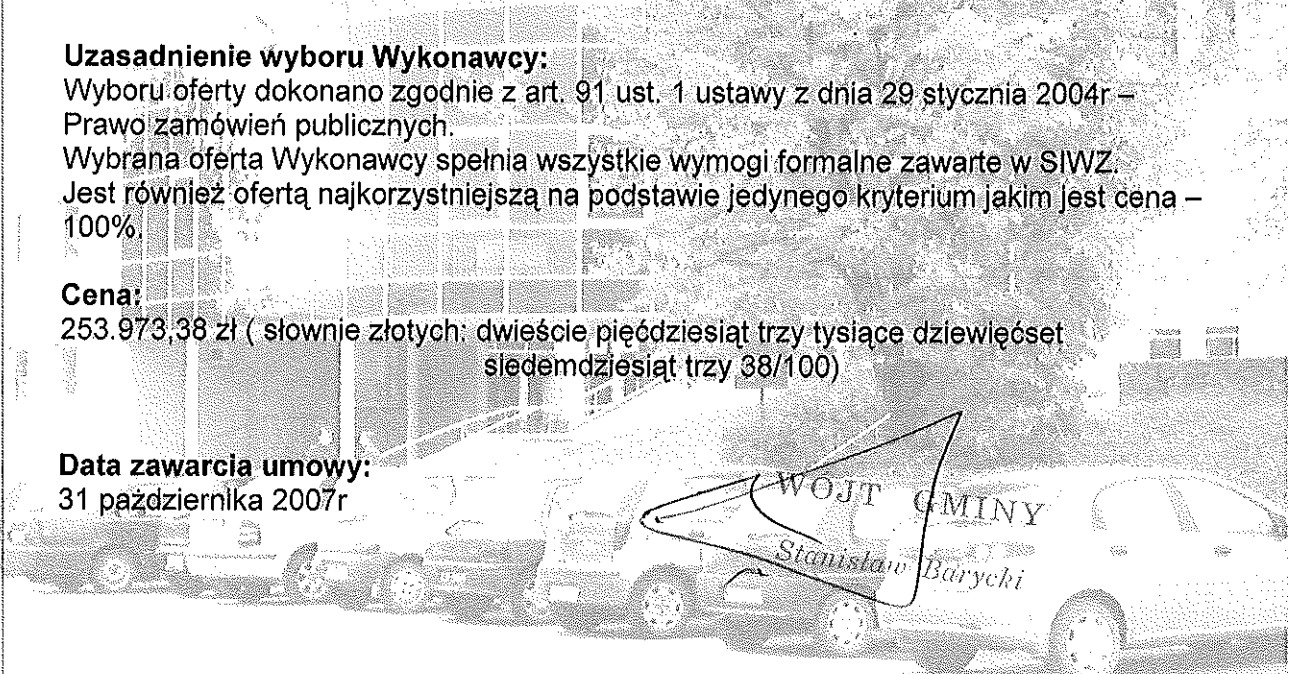 Uzasadnienie wyboru Wykonawcy:
Wyboru oferty dokonano zgodnie z art. 91 ust. 1 ustawy z dnia 29 stycznia 2004r –
Prawo zamówień publicznych.
Wybrana oferta Wykonawcy spełnia wszystkie wymogi formalne zawarte w SIWZ.
Jest również ofertą najkorzystniejszą na podstawie jedynego kryterium jakim jest cena –
100%.
Cena:
253.973,38 zł ( słownie złotych: dwieście pięćdziesiąt trzy tysiące dziewięćset
siedemdziesiąt trzy 38/100)
Data zawarcia umowy:
31 października 2007r
WÓJT GMINY
Stanisław Barycki